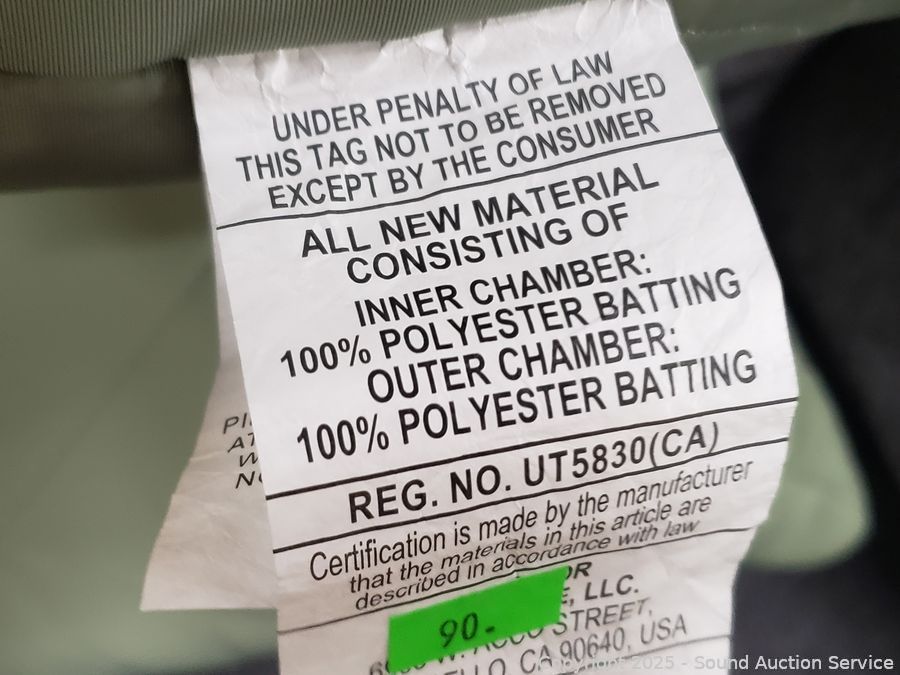 UNDER PENALTY OF LAW
THIS TAG NOT TO BE REMOVED
EXCEPT BY THE CONSUMER
ALL NEW MATERIAL
CONSISTING OF
INNER CHAMBER:
100% POLYESTER BATTING
OUTER CHAMBER:
100% POLYESTER BATTING
REG. NO. UT5830(CA)
Certification is made by the manufacturer
that the materials in this article are
described in accordance with law
LLC.
90-
STREET,
CA 90640, USA
Copyright 2025 - Sound Auction Service